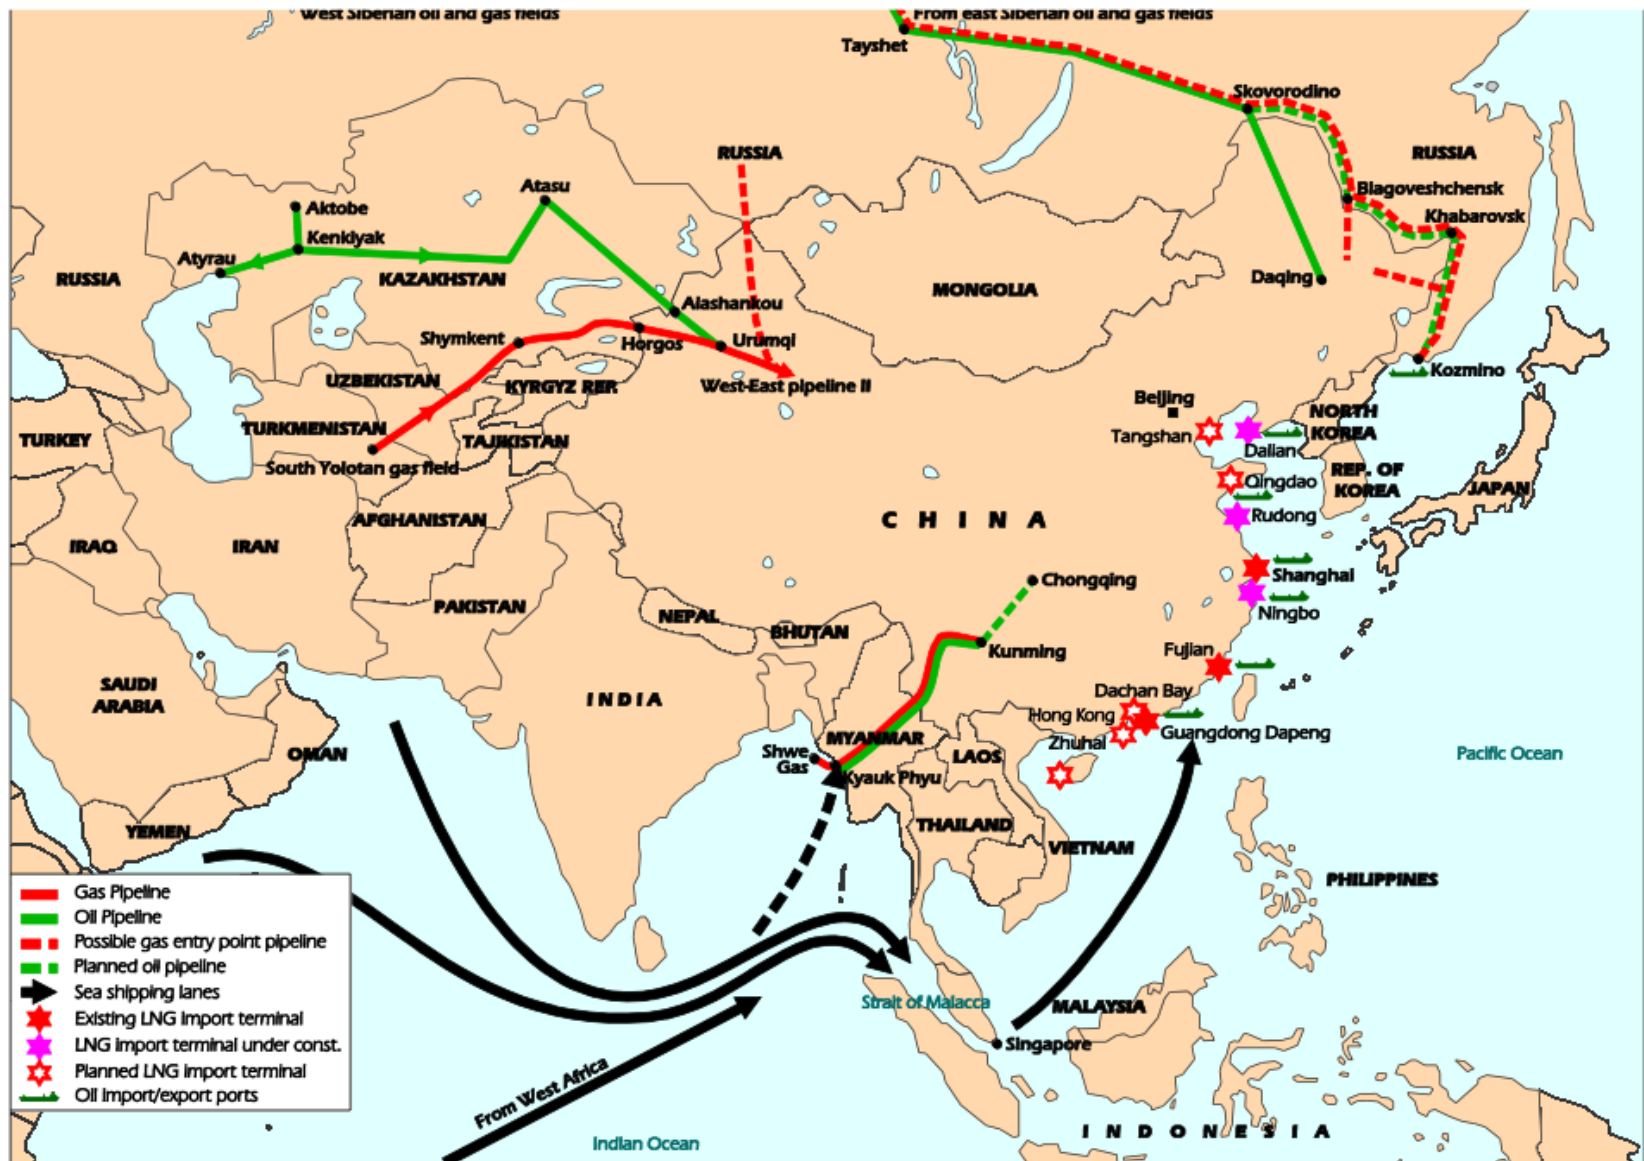 West Siberian oil and gas fields
From east Siberian oil and gas fields
Tayshet
Skovorodino
RUSSIA
RUSSIA
Blagoveshchensk
Khabarovsk
Atasu
Aktobe
Kenkiyak
Atyrau
RUSSIA
KAZAKHSTAN
MONGOLIA
Daqing
Alashankou
Shymkent
Horgos
Urumqi
UZBEKISTAN
KYRGYZ REP.
West-East pipeline II
Kozmino
Beijing
NORTH
KOREA
TURKEY
TURKMENISTAN
TAJIKISTAN
Tangshan
Dalian
South Yolotan gas field
REP. OF
KOREA
JAPAN
Qingdao
Rudong
AFGHANISTAN
CHINA
IRAQ
IRAN
Shanghai
Chongqing
PAKISTAN
NEPAL
BHUTAN
Ningbo
Kunming
Fujian
SAUDI
ARABIA
INDIA
Dachan Bay
Hong Kong
Guangdong Dapeng
Zhuhai
MYANMAR
Shwe
Gas
LAOS
OMAN
Kyauk Phyu
Pacific Ocean
YEMEN
THAILAND
VIETNAM
PHILIPPINES
Gas Pipeline
Oil Pipeline
Possible gas entry point pipeline
Planned oil pipeline
Sea shipping lanes
Existing LNG import terminal
LNG import terminal under const.
Planned LNG import terminal
Oil import/export ports
Strait of Malacca
MALAYSIA
Singapore
From West Africa
Indian Ocean
INDONESIA